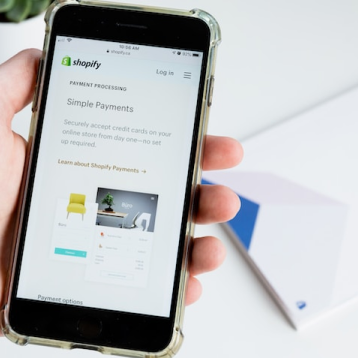 10:08 AM
shopify.ca
shopify
Log in
PAYMENT PROCESSING
Simple Payments
Securely accept credit cards on your
online store from day one—no set
up required.
Learn about Shopify Payments →
Payment options